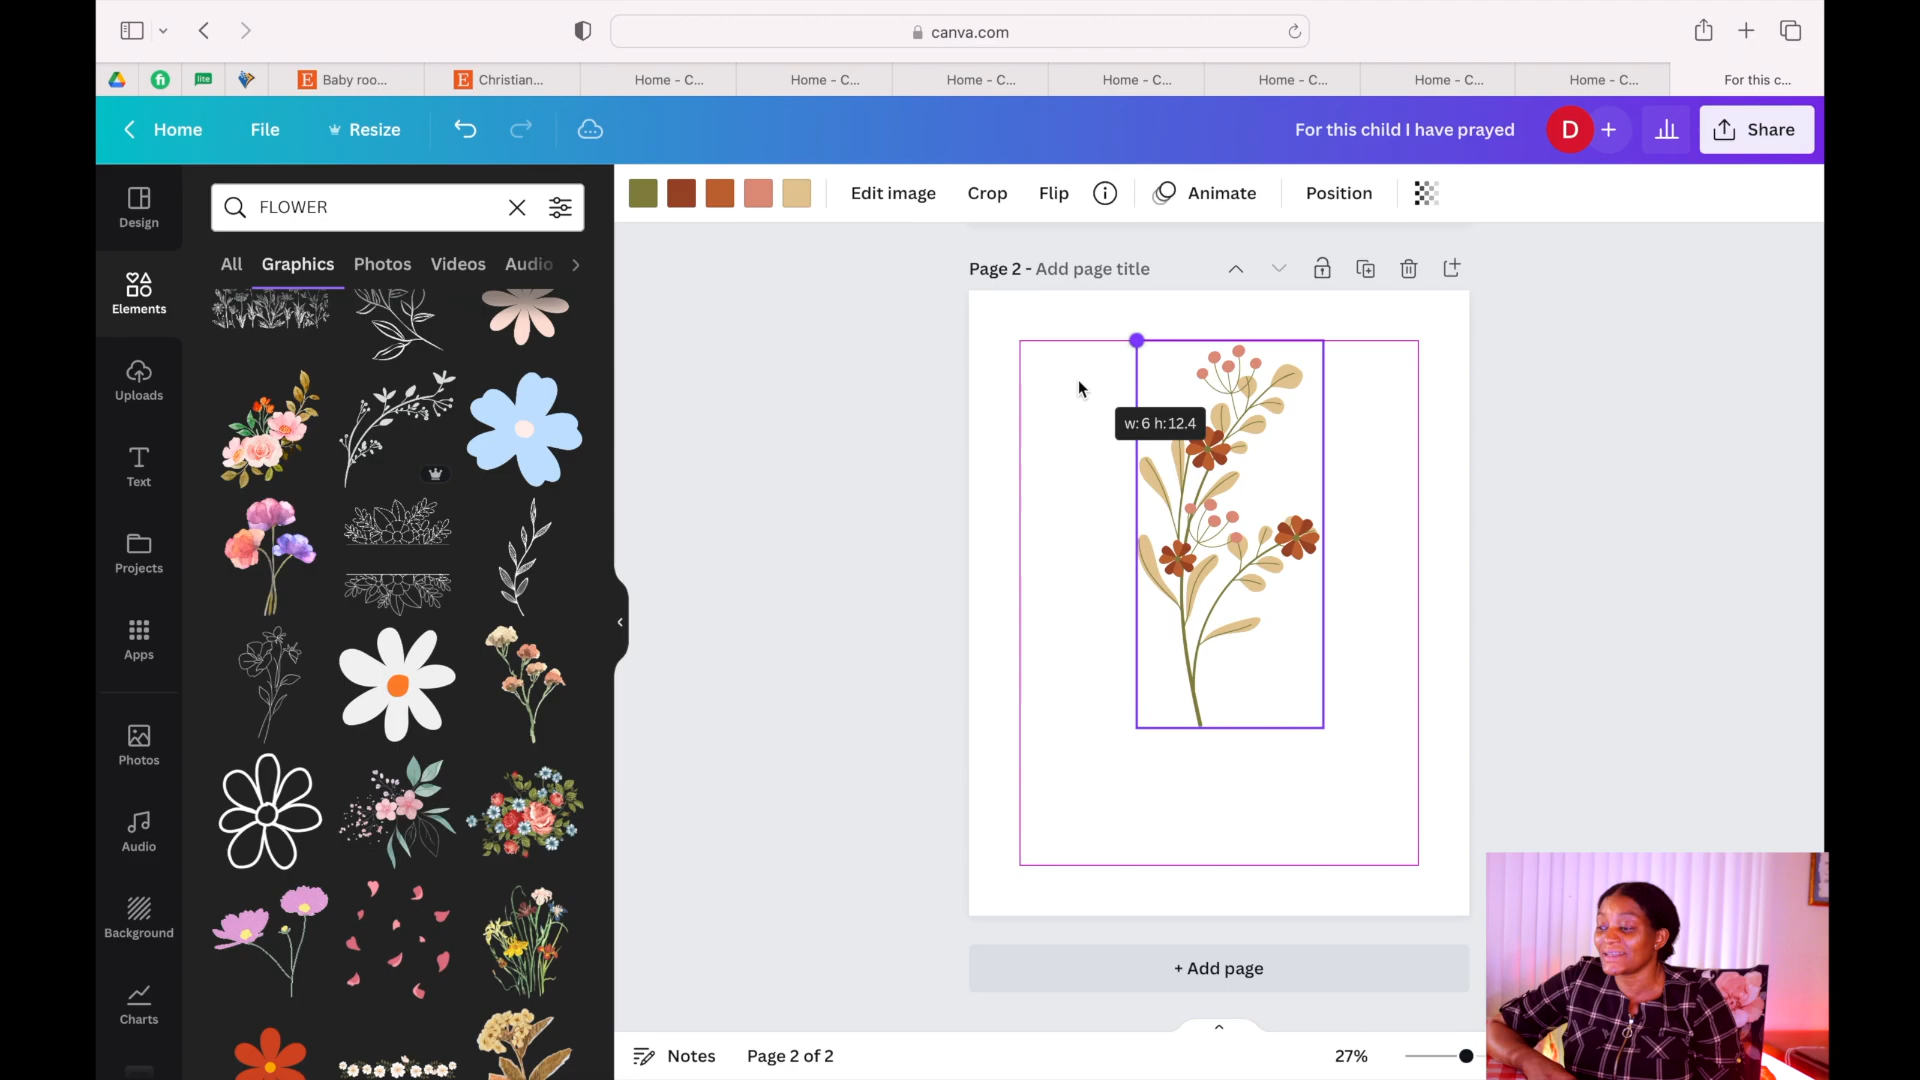 canva.com
fi
lite
E Baby roo...
E Christian...
Home - C...
Home - C...
Home - C...
Home - C...
Home - C...
Home - C...
Home - C...
For this c...
Home
File
Resize
For this child I have prayed
D
+
Share
Design
Elements
Uploads
Text
Projects
Apps
Photos
Audio
Background
Charts
FLOWER
All
Graphics
Photos
Videos
Audio
Edit image
Crop
Flip
Animate
Position
Page 2 - Add page title
w: 6 h: 12.4
+ Add page
Notes
Page 2 of 2
27%